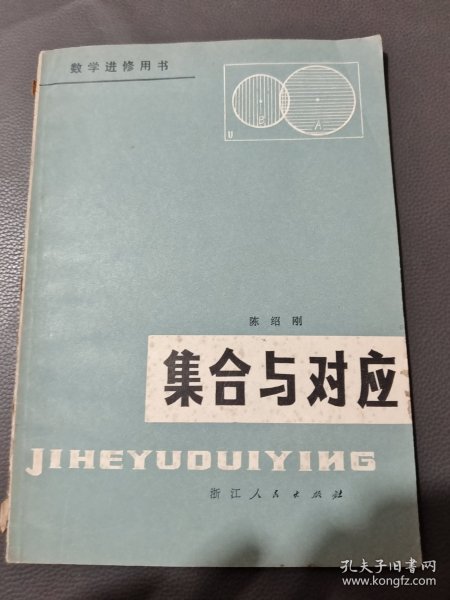 数学进修用书
B
A
U
陈绍刚
集合与对应
JIHEYUDUIYING
浙江人民出版社
孔夫子旧书网
www.kongfz.com